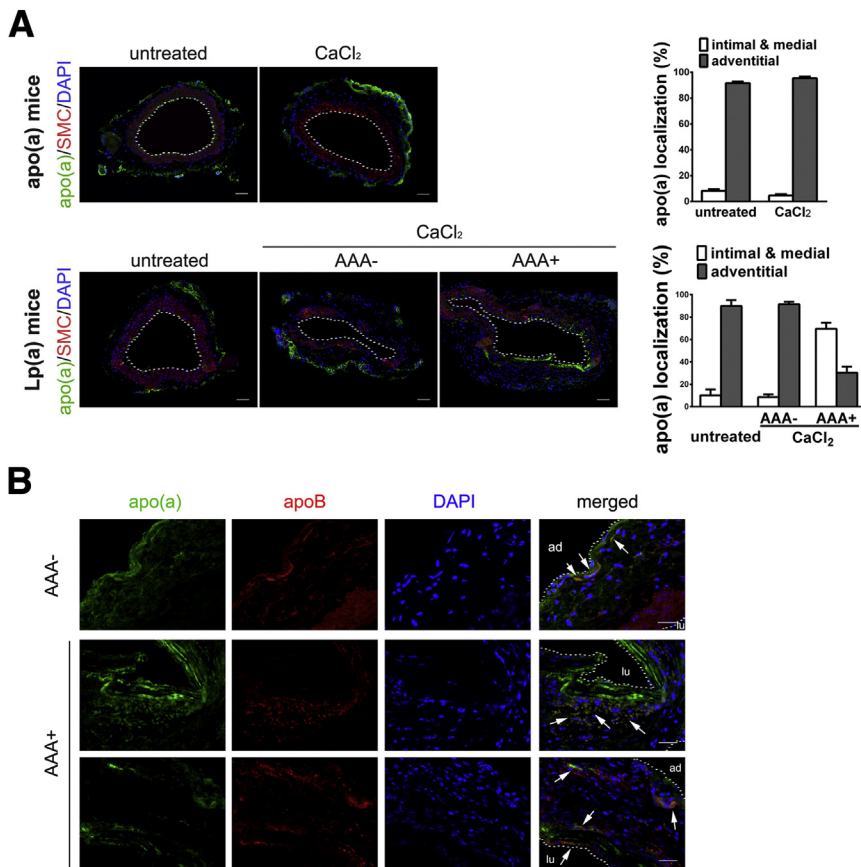 A
untreated
CaCl₂
apo(a) mice
apo(a)/SMC/DAPI
apo(a) localization (%)
intimal & medial
adventitial
100
80
60
40
20
0
untreated
CaCl₂
CaCl₂
untreated
AAA-
AAA+
Lp(a) mice
apo(a)/SMC/DAPI
apo(a) localization (%)
intimal & medial
adventitial
100
80
60
40
20
0
AAA-
AAA+
untreated
CaCl₂
B
apo(a)
apoB
DAPI
merged
AAA-
ad
lu
AAA+
lu
ad
lu